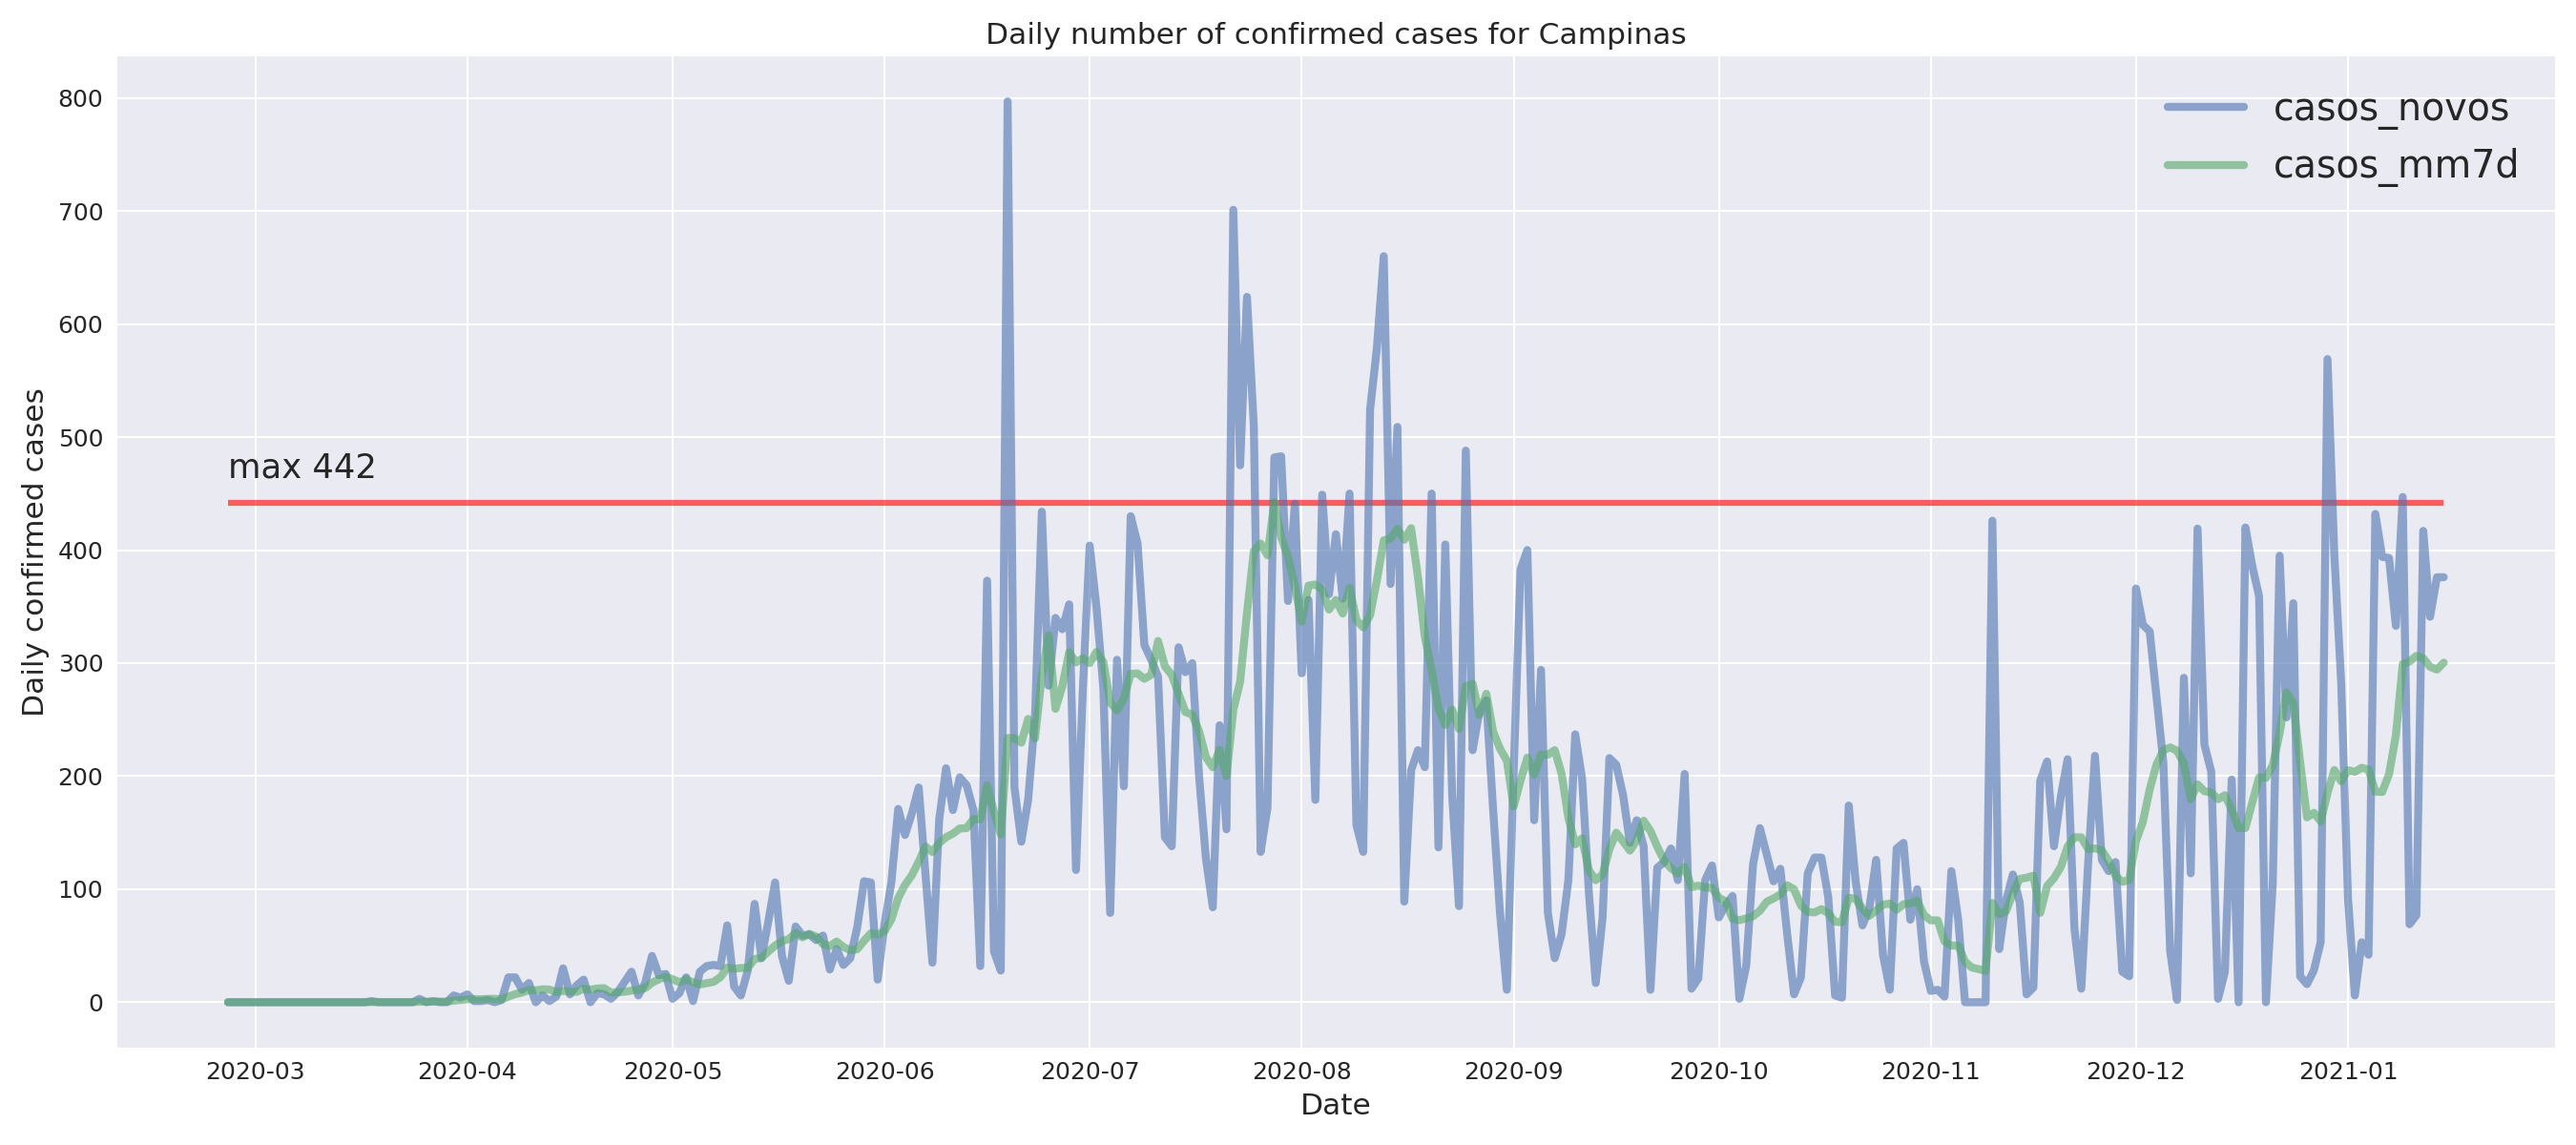 Daily number of confirmed cases for Campinas
casos_novos
casos_mm7d
max 442
Daily confirmed cases
800
700
600
500
400
300
200
100
0
2020-03 2020-04 2020-05 2020-06 2020-07 2020-08 2020-09 2020-10 2020-11 2020-12 2021-01
Date